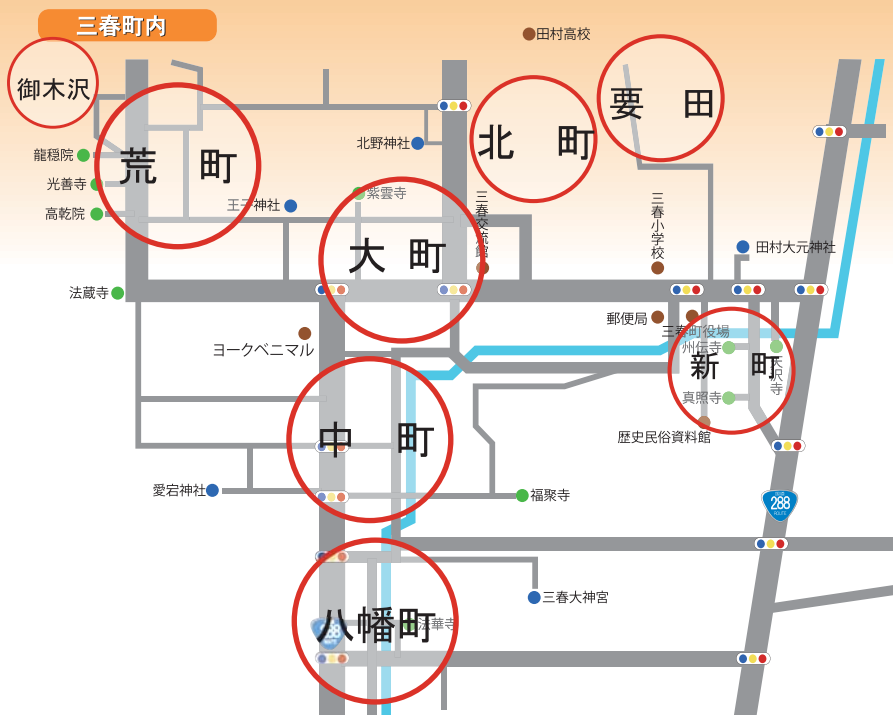 三春町内
田村高校
御木沢
要 田
北 町
荒 町
北野神社
龍穏院
光善寺
高乾院
王子神社
紫雲寺
三春交流館
三春小学校
大 町
田村大元神社
法蔵寺
郵便局
三春町役場
ヨークベニマル
州伝寺
新 町
天沢寺
真照寺
歴史民俗資料館
中 町
愛宕神社
福聚寺
288
ROUTE
三春大神宮
八幡町
法華寺
288